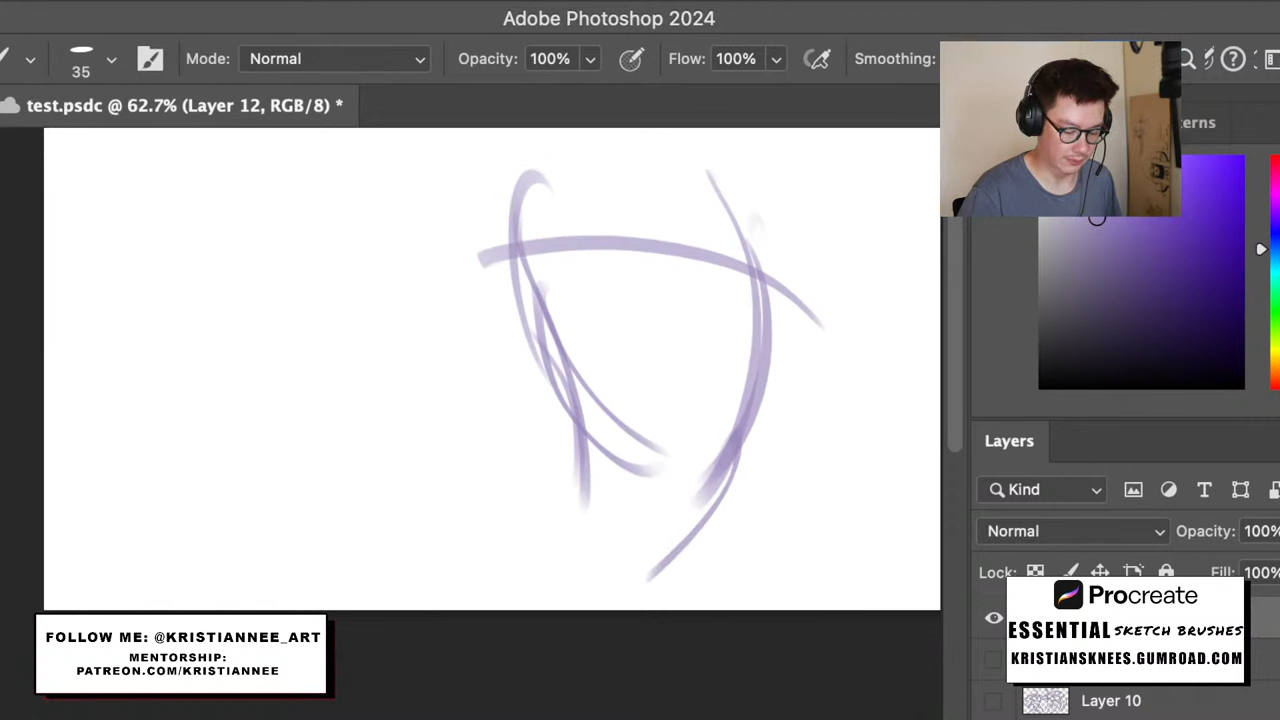 Adobe Photoshop 2024
35
Mode: Normal
Opacity: 100%
Flow: 100%
Smoothing:
test.psdc @ 62.7% (Layer 12, RGB/8) *
Layers
Kind
Normal
Opacity: 100%
Lock:
Fill: 100%
Layer 10
FOLLOW ME: @KRISTIANNEE_ART
MENTORSHIP:
PATREON.COM/KRISTIANNEE
Procreate
ESSENTIAL SKETCH BRUSHES
KRISTIANSKNEES.GUMROAD.COM